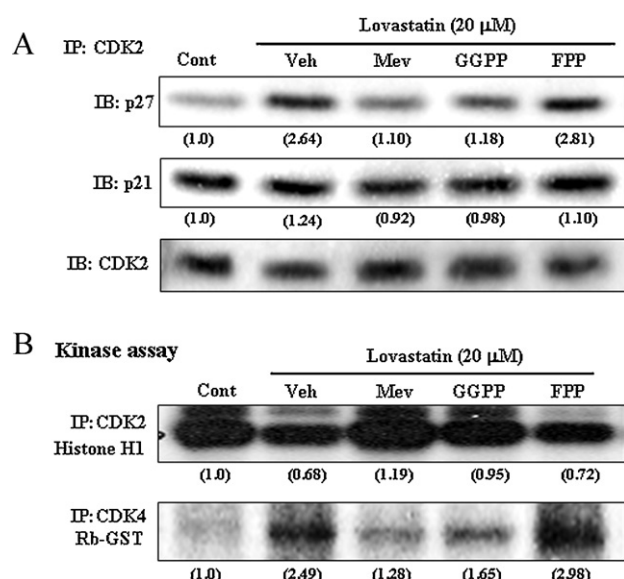 A
IP: CDK2
Lovastatin (20 µM)
Cont Veh Mev GGPP FPP
IB: p27
(1.0) (2.64) (1.10) (1.18) (2.81)
IB: p21
(1.0) (1.24) (0.92) (0.98) (1.10)
IB: CDK2
B Kinase assay
Lovastatin (20 µM)
Cont Veh Mev GGPP FPP
IP: CDK2
Histone H1
(1.0) (0.68) (1.19) (0.95) (0.72)
IP: CDK4
Rb-GST
(1.0) (2.49) (1.28) (1.65) (2.98)